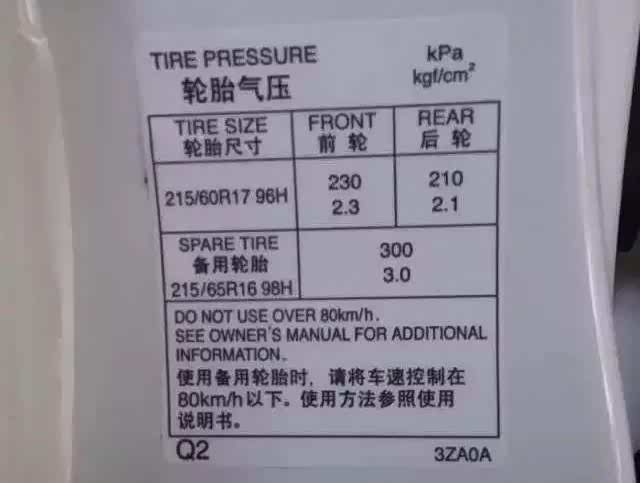 TIRE PRESSURE kPa
轮胎气压 kgf/cm²
TIRE SIZE FRONT REAR
轮胎尺寸 前轮 后轮
215/60R17 96H 230 210
2.3 2.1
SPARE TIRE 300
备用轮胎 3.0
215/65R16 98H
DO NOT USE OVER 80km/h.
SEE OWNER'S MANUAL FOR ADDITIONAL
INFORMATION.
使用备用轮胎时，请将车速控制在
80km/h以下。使用方法参照使用
说明书。
Q2 3ZA0A